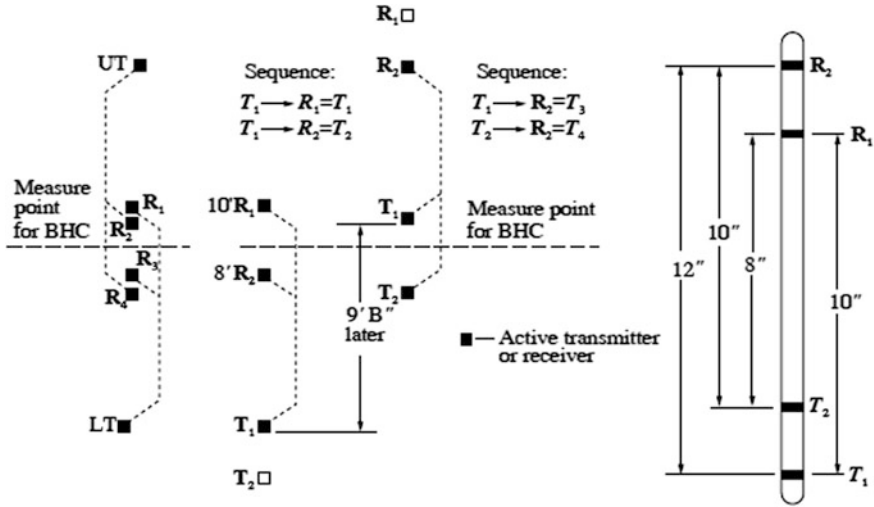 R₁
UT
R₂
Sequence:
T₁→R₁=T₁
T₁→R₂=T₂
Sequence:
T₁→R₂=T₃
T₂→R₂=T₄
Measure
point
for BHC
R₁
R₂
R₃
R₄
LT
10'R₁
8'R₂
T₁
T₂
T₁
T₂
9' B"
later
Measure point
for BHC
■— Active transmitter
or receiver
R₂
R₁
12"
10"
8"
10"
T₂
T₁